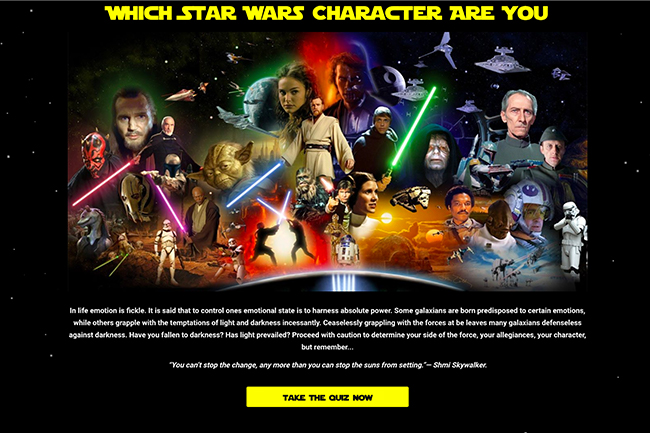 Which Star Wars Character Are You
In life emotion is fickle. It is said that to control ones emotional state is to harness absolute power. Some galaxians are born predisposed to certain emotions,
while others grapple with the temptations of light and darkness incessantly. Ceaselessly grappling with the forces at be leaves many galaxians defenseless
against darkness. Have you fallen to darkness? Has light prevailed? Proceed with caution to determine your side of the force, your allegiances, your character,
but remember...
"You can't stop the change, any more than you can stop the suns from setting."— Shmi Skywalker.
TAKE THE QUIZ NOW